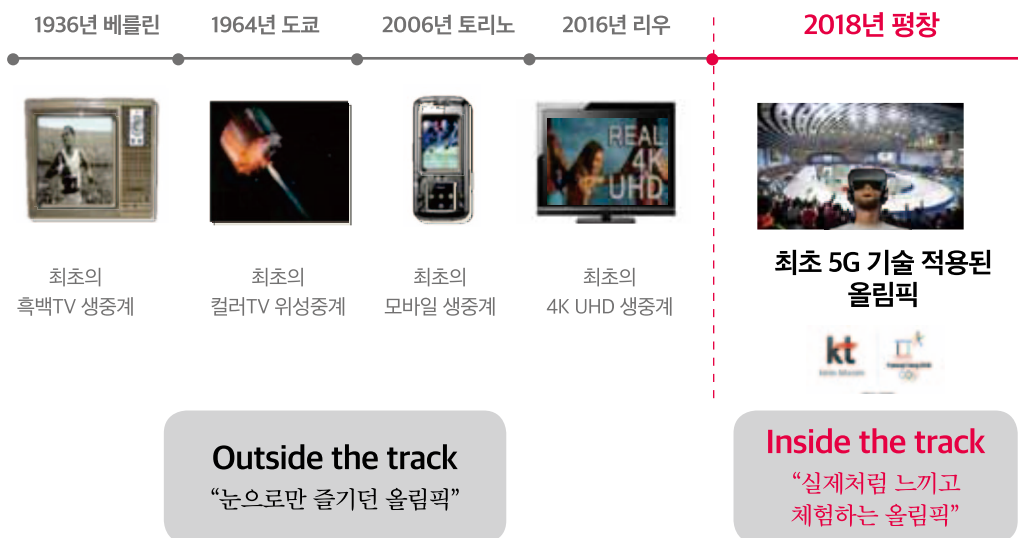 1936년 베를린
1964년 도쿄
2006년 토리노
2016년 리우
2018년 평창
REAL
4K
UHD
최초의
흑백TV 생중계
최초의
컬러TV 위성중계
최초의
모바일 생중계
최초의
4K UHD 생중계
최초 5G 기술 적용된
올림픽
kt
Outside the track
“눈으로만 즐기던 올림픽”
Inside the track
“실제처럼 느끼고
체험하는 올림픽”